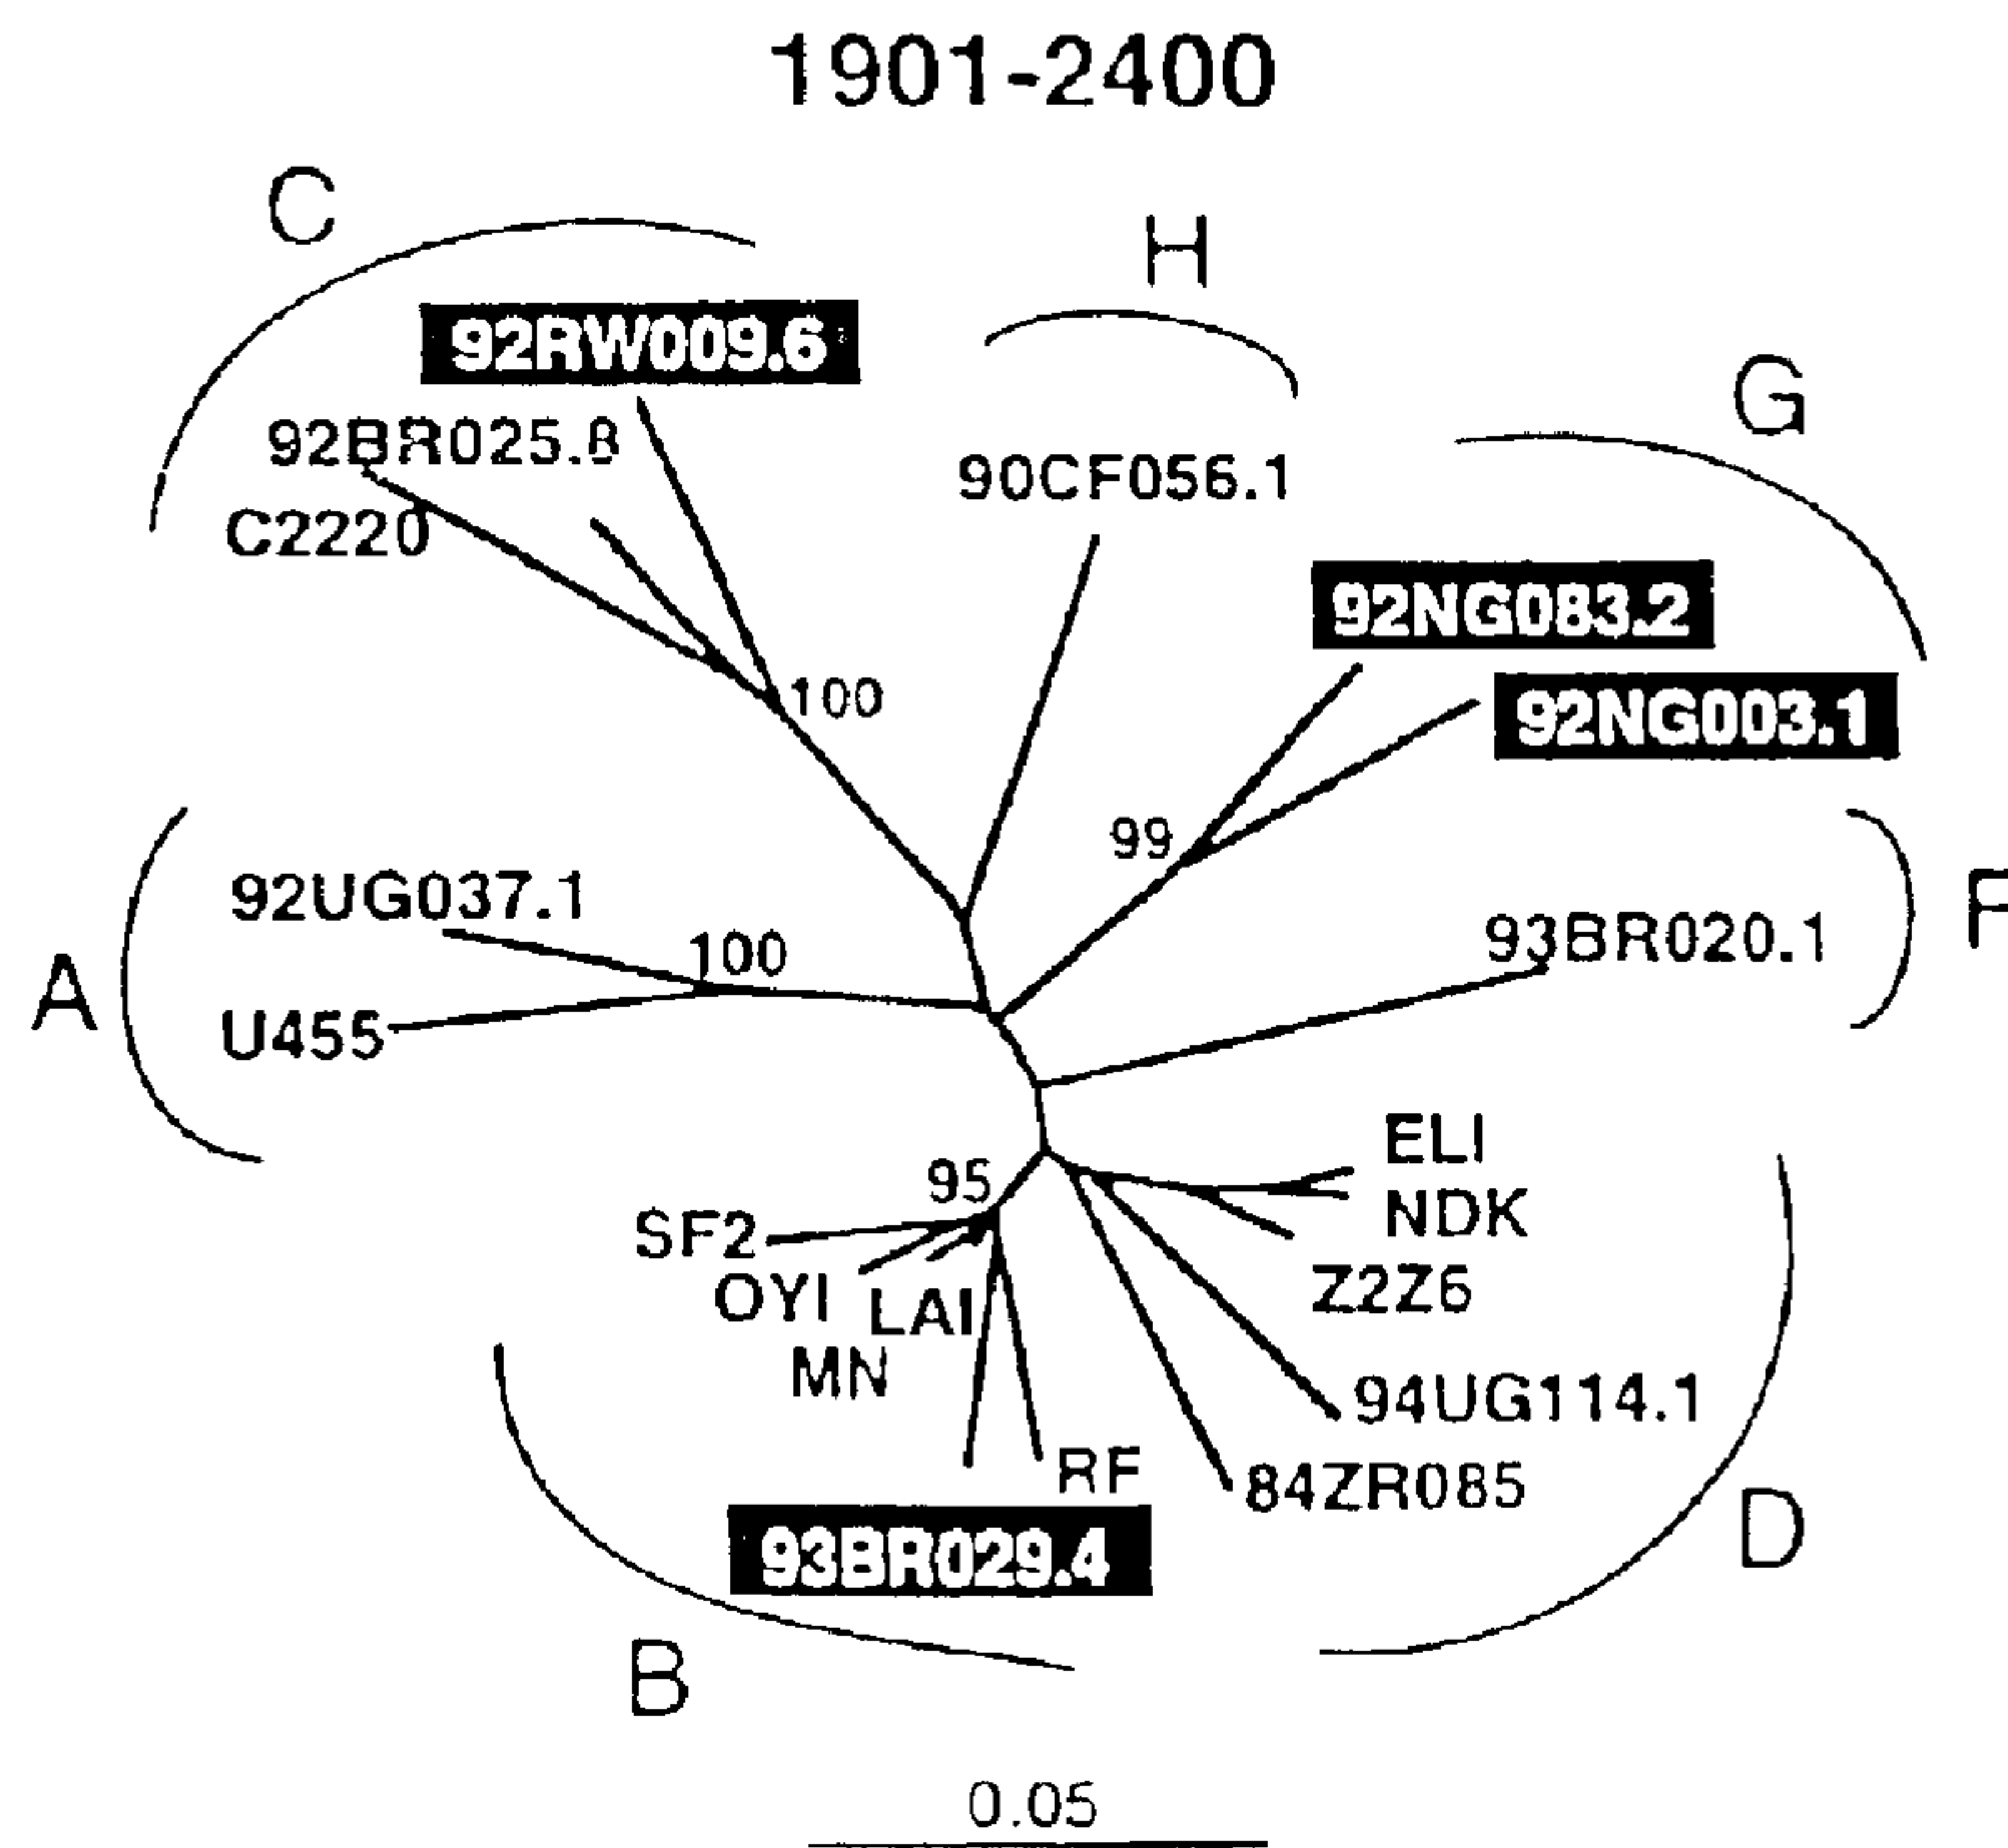 1901-2400
C
H
92RW009.6
G
92BR025.8
90CF056.1
C2220
92NG083.2
100
92NG003.1
99
92UG037.1
F
93BR020.1
100
A
U455
ELI
95
NDK
SF2
Z2Z6
OYI
LAI
MN
94UG114.1
RF
84ZR085
D
93BR029.4
B
0.05